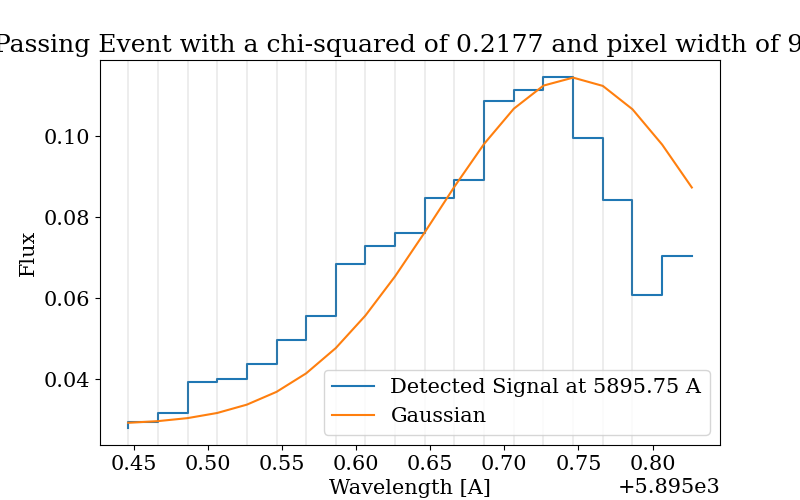 Passing Event with a chi-squared of 0.2177 and pixel width of 9
Flux
0.10
0.08
0.06
0.04
Detected Signal at 5895.75 A
Gaussian
0.45 0.50 0.55 0.60 0.65 0.70 0.75 0.80
Wavelength [A]
+5.895e3